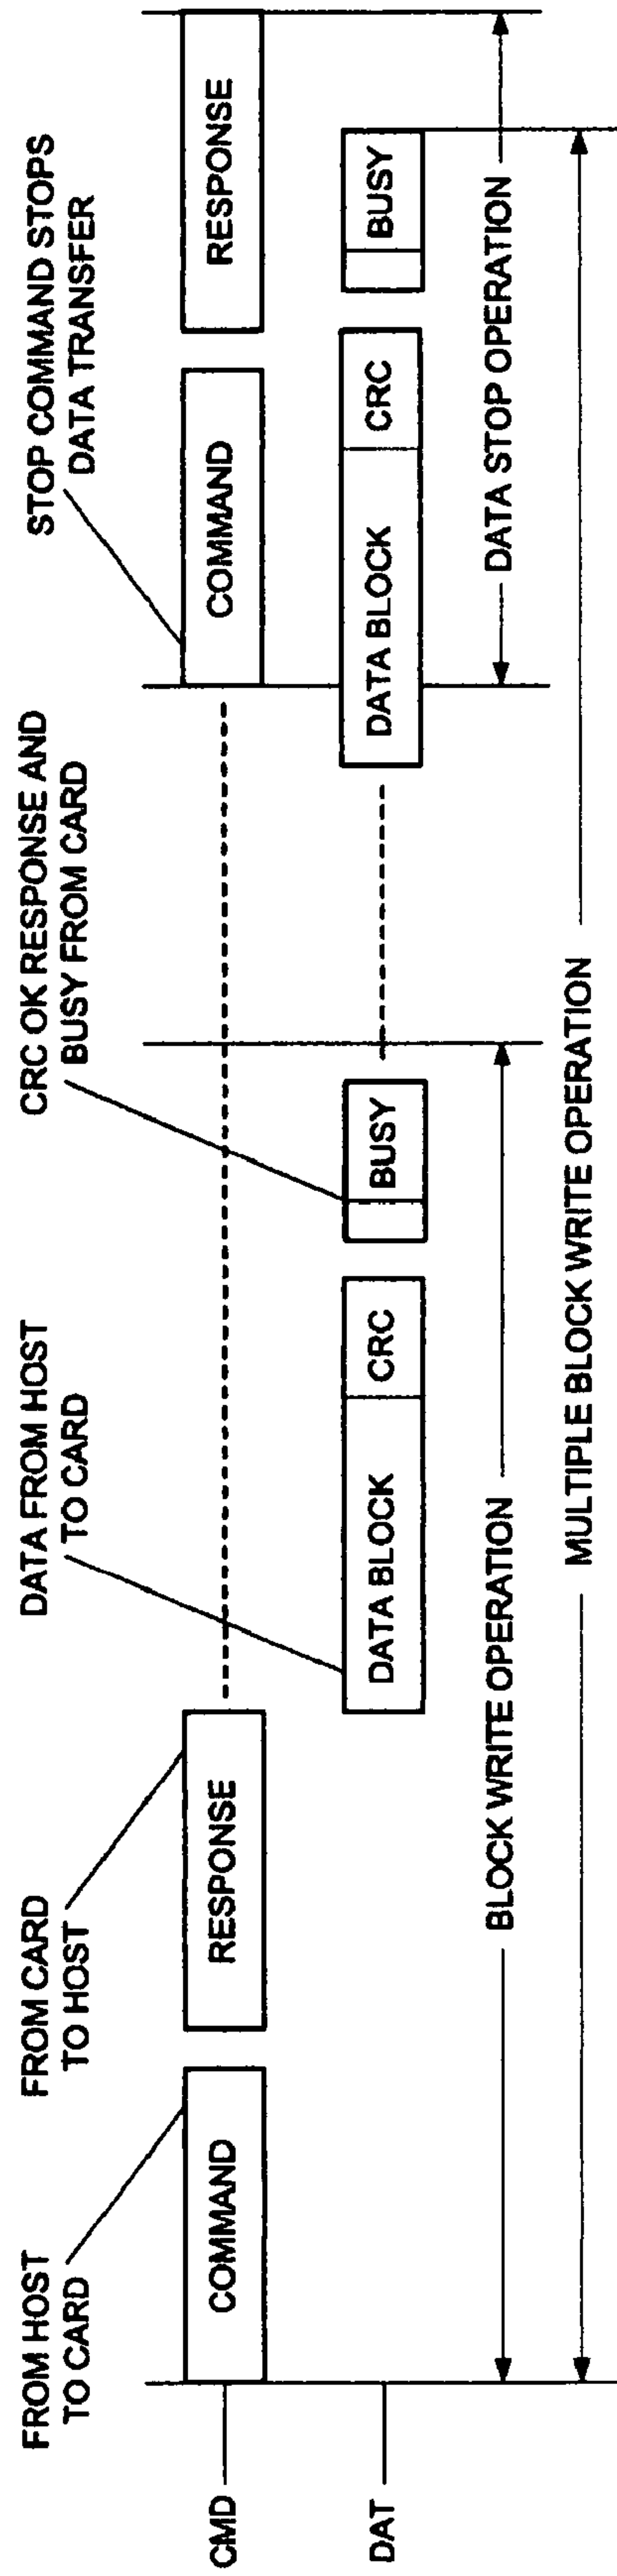 FROM HOST
TO CARD
FROM CARD
TO HOST
DATA FROM HOST
TO CARD
CRC OK RESPONSE AND
BUSY FROM CARD
STOP COMMAND STOPS
DATA TRANSFER
CMD
COMMAND
RESPONSE
COMMAND
RESPONSE
DAT
DATA BLOCK
CRC
BUSY
DATA BLOCK
CRC
BUSY
BLOCK WRITE OPERATION
DATA STOP OPERATION
MULTIPLE BLOCK WRITE OPERATION